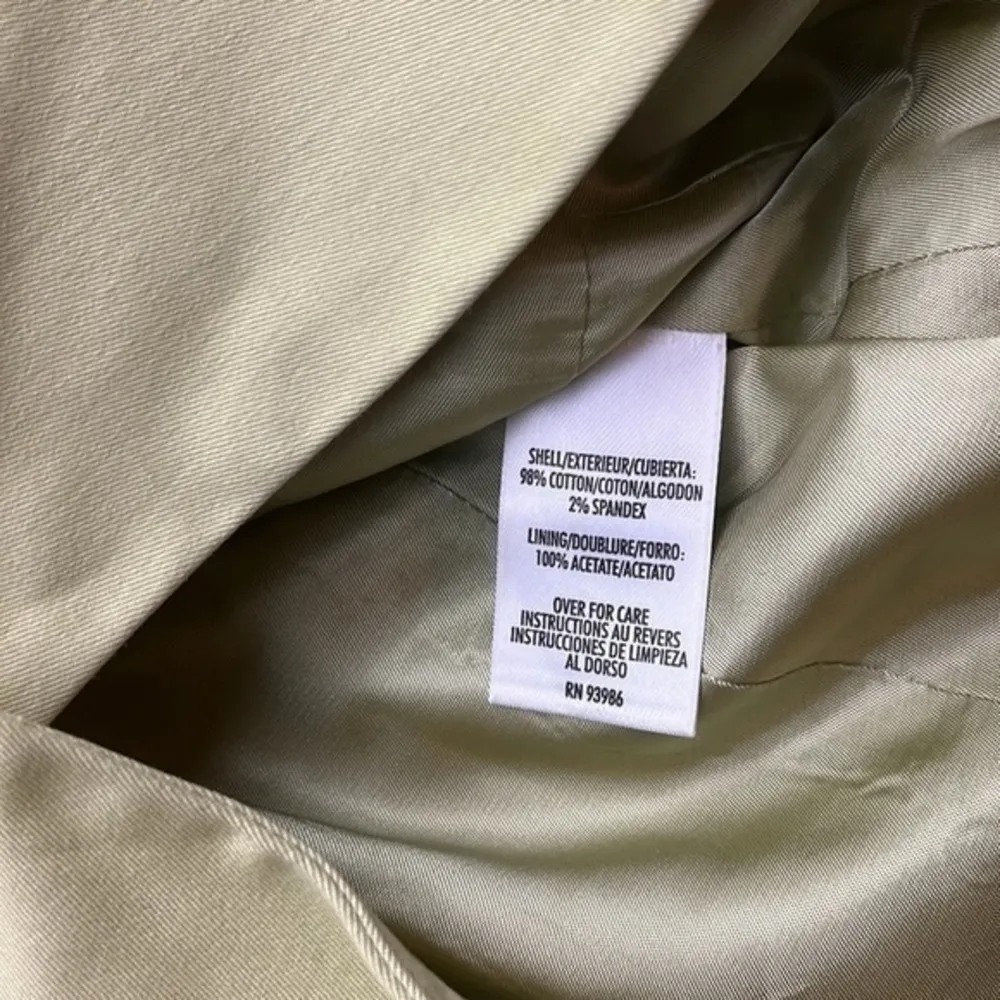 SHELL/EXTERIEUR/CUBIERTA:
98% COTTON/COTON/ALGODON
2% SPANDEX
LINING/DOUBLURE/FORRO:
100% ACETATE/ACETATO
OVER FOR CARE
INSTRUCTIONS AU REVERS
INSTRUCCIONES DE LIMPIEZA
AL DORSO
RN 93986